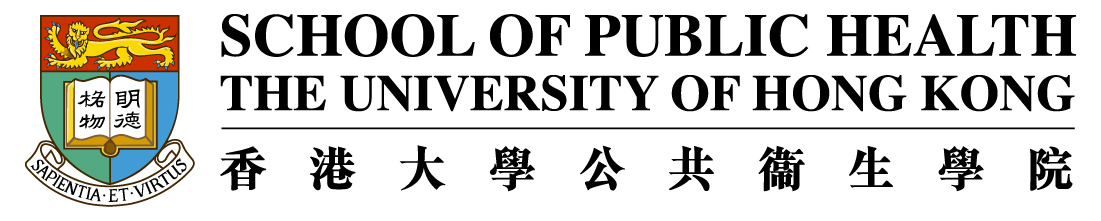 明德
格物
SAPIENTIA·ET·VIRTUS
SCHOOL OF PUBLIC HEALTH
THE UNIVERSITY OF HONG KONG
香港大學公共衞生學院